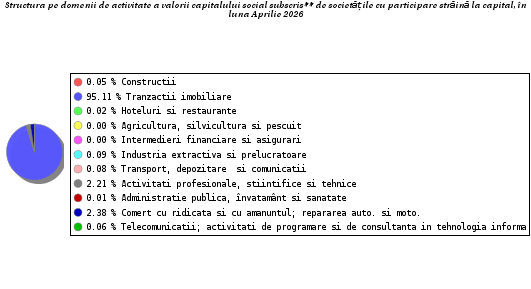 Structura pe domenii de activitate a valorii capitalului social subscris** de societăţile cu participare străină la capital, în
luna Aprilie 2026
0.05 % Constructii
95.11 % Tranzactii imobiliare
0.02 % Hoteluri si restaurante
0.00 % Agricultura, silvicultura si pescuit
0.00 % Intermedieri financiare si asigurari
0.09 % Industria extractiva si prelucratoare
0.08 % Transport, depozitare  si comunicatii
2.21 % Activitati profesionale, stiintifice si tehnice
0.01 % Administratie publica, învatamânt si sanatate
2.38 % Comert cu ridicata si cu amanuntul; repararea auto. si moto.
0.06 % Telecomunicatii; activitati de programare si de consultanta in tehnologia informa